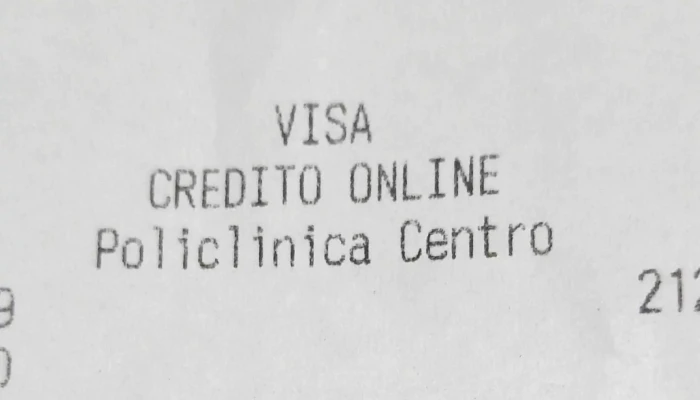 VISA
CREDITO ONLINE
Policlinica Centro